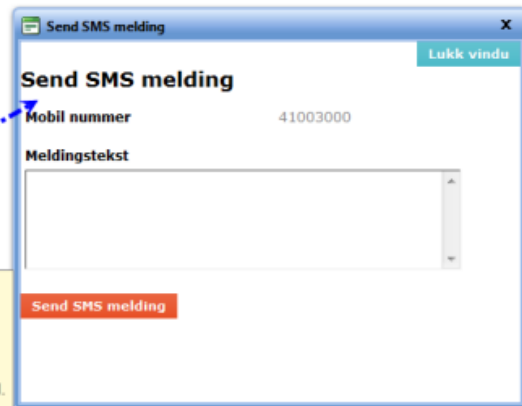 Send SMS melding
x
Lukk vindu
Send SMS melding
Mobil nummer 41003000
Meldingstekst
Send SMS melding